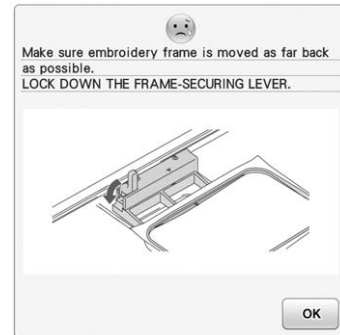 Make sure embroidery frame is moved as far back
as possible.
LOCK DOWN THE FRAME-SECURING LEVER.
OK